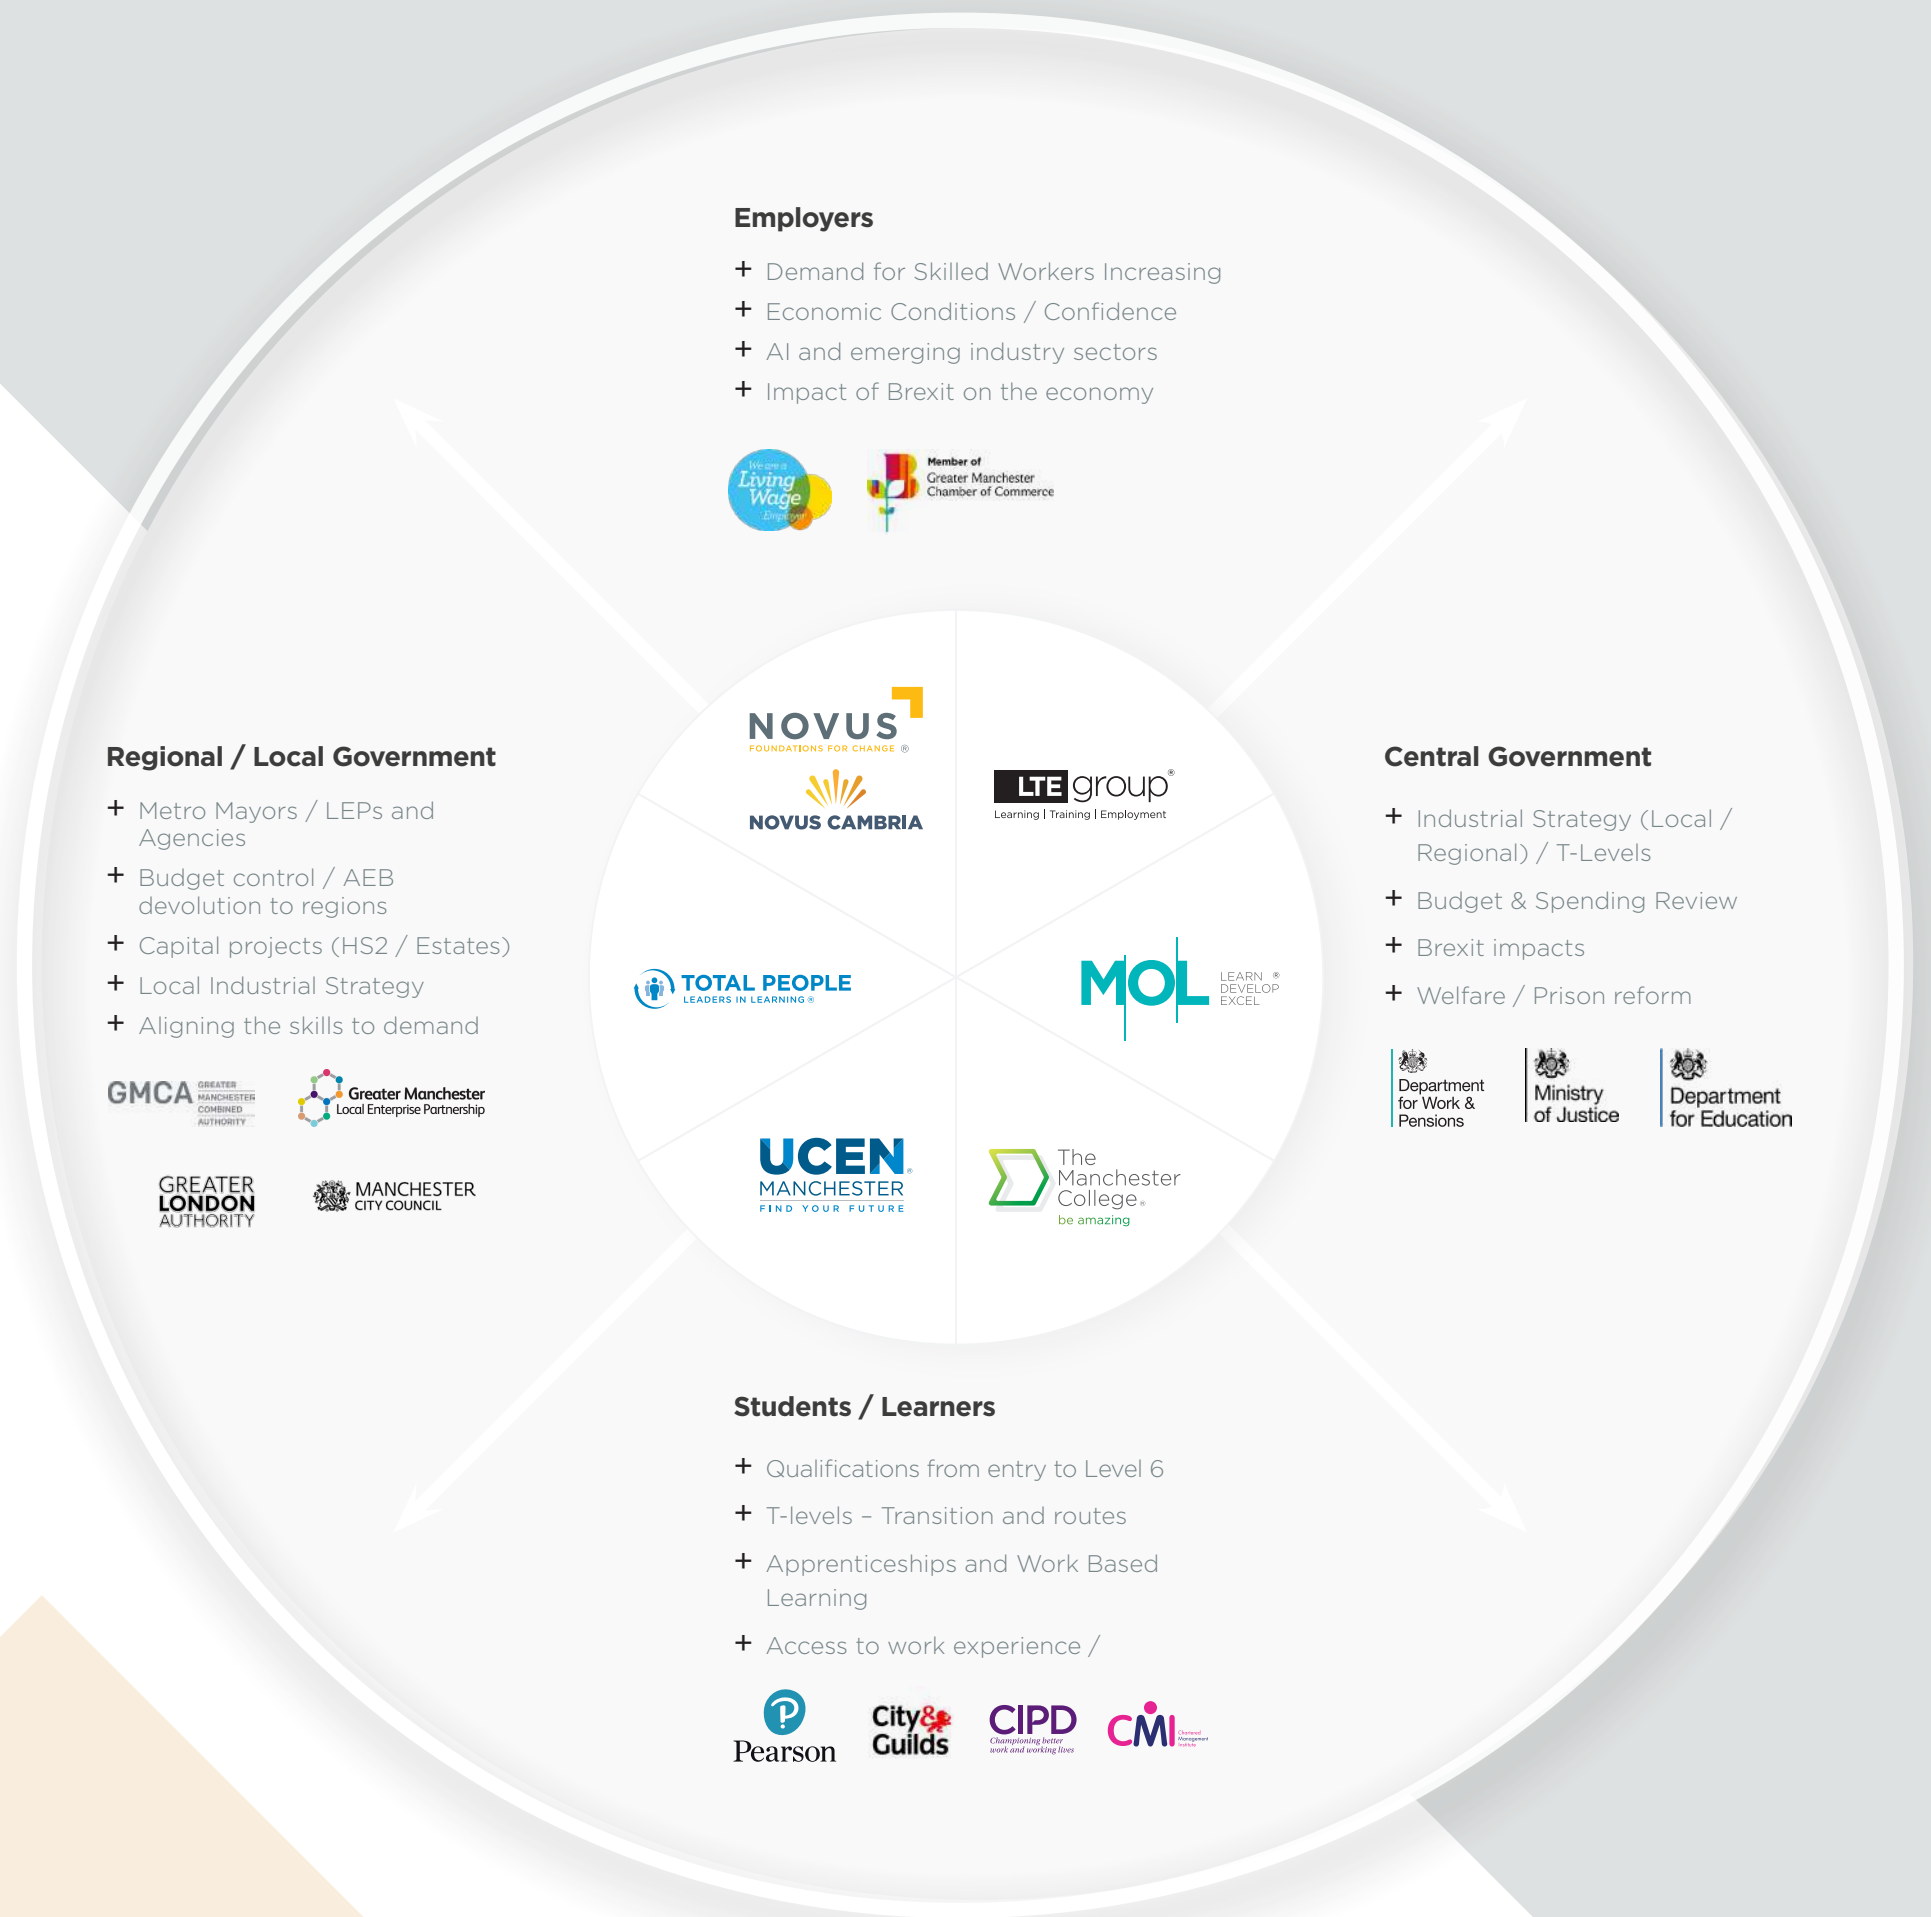 Employers
+ Demand for Skilled Workers Increasing
+ Economic Conditions / Confidence
+ AI and emerging industry sectors
+ Impact of Brexit on the economy
We are a
Living
Wage
Employer
Member of
Greater Manchester
Chamber of Commerce
Regional / Local Government
+ Metro Mayors / LEPs and
Agencies
+ Budget control / AEB
devolution to regions
+ Capital projects (HS2 / Estates)
+ Local Industrial Strategy
+ Aligning the skills to demand
GMCA
GREATER
MANCHESTER
COMBINED
AUTHORITY
Greater Manchester
Local Enterprise Partnership
GREATER
LONDON
AUTHORITY
MANCHESTER
CITY COUNCIL
NOVUS
FOUNDATIONS FOR CHANGE ®
NOVUS CAMBRIA
LTE group®
Learning | Training | Employment
TOTAL PEOPLE
LEADERS IN LEARNING ®
MOL
LEARN ®
DEVELOP
EXCEL
UCEN®
MANCHESTER
FIND YOUR FUTURE
The
Manchester
College®
be amazing
Central Government
+ Industrial Strategy (Local /
Regional) / T-Levels
+ Budget & Spending Review
+ Brexit impacts
+ Welfare / Prison reform
Department
for Work &
Pensions
Ministry
of Justice
Department
for Education
Students / Learners
+ Qualifications from entry to Level 6
+ T-levels – Transition and routes
+ Apprenticeships and Work Based
Learning
+ Access to work experience /
P
Pearson
City&
Guilds
CIPD
Championing better
work and working lives
CMI
Chartered
Management
Institute